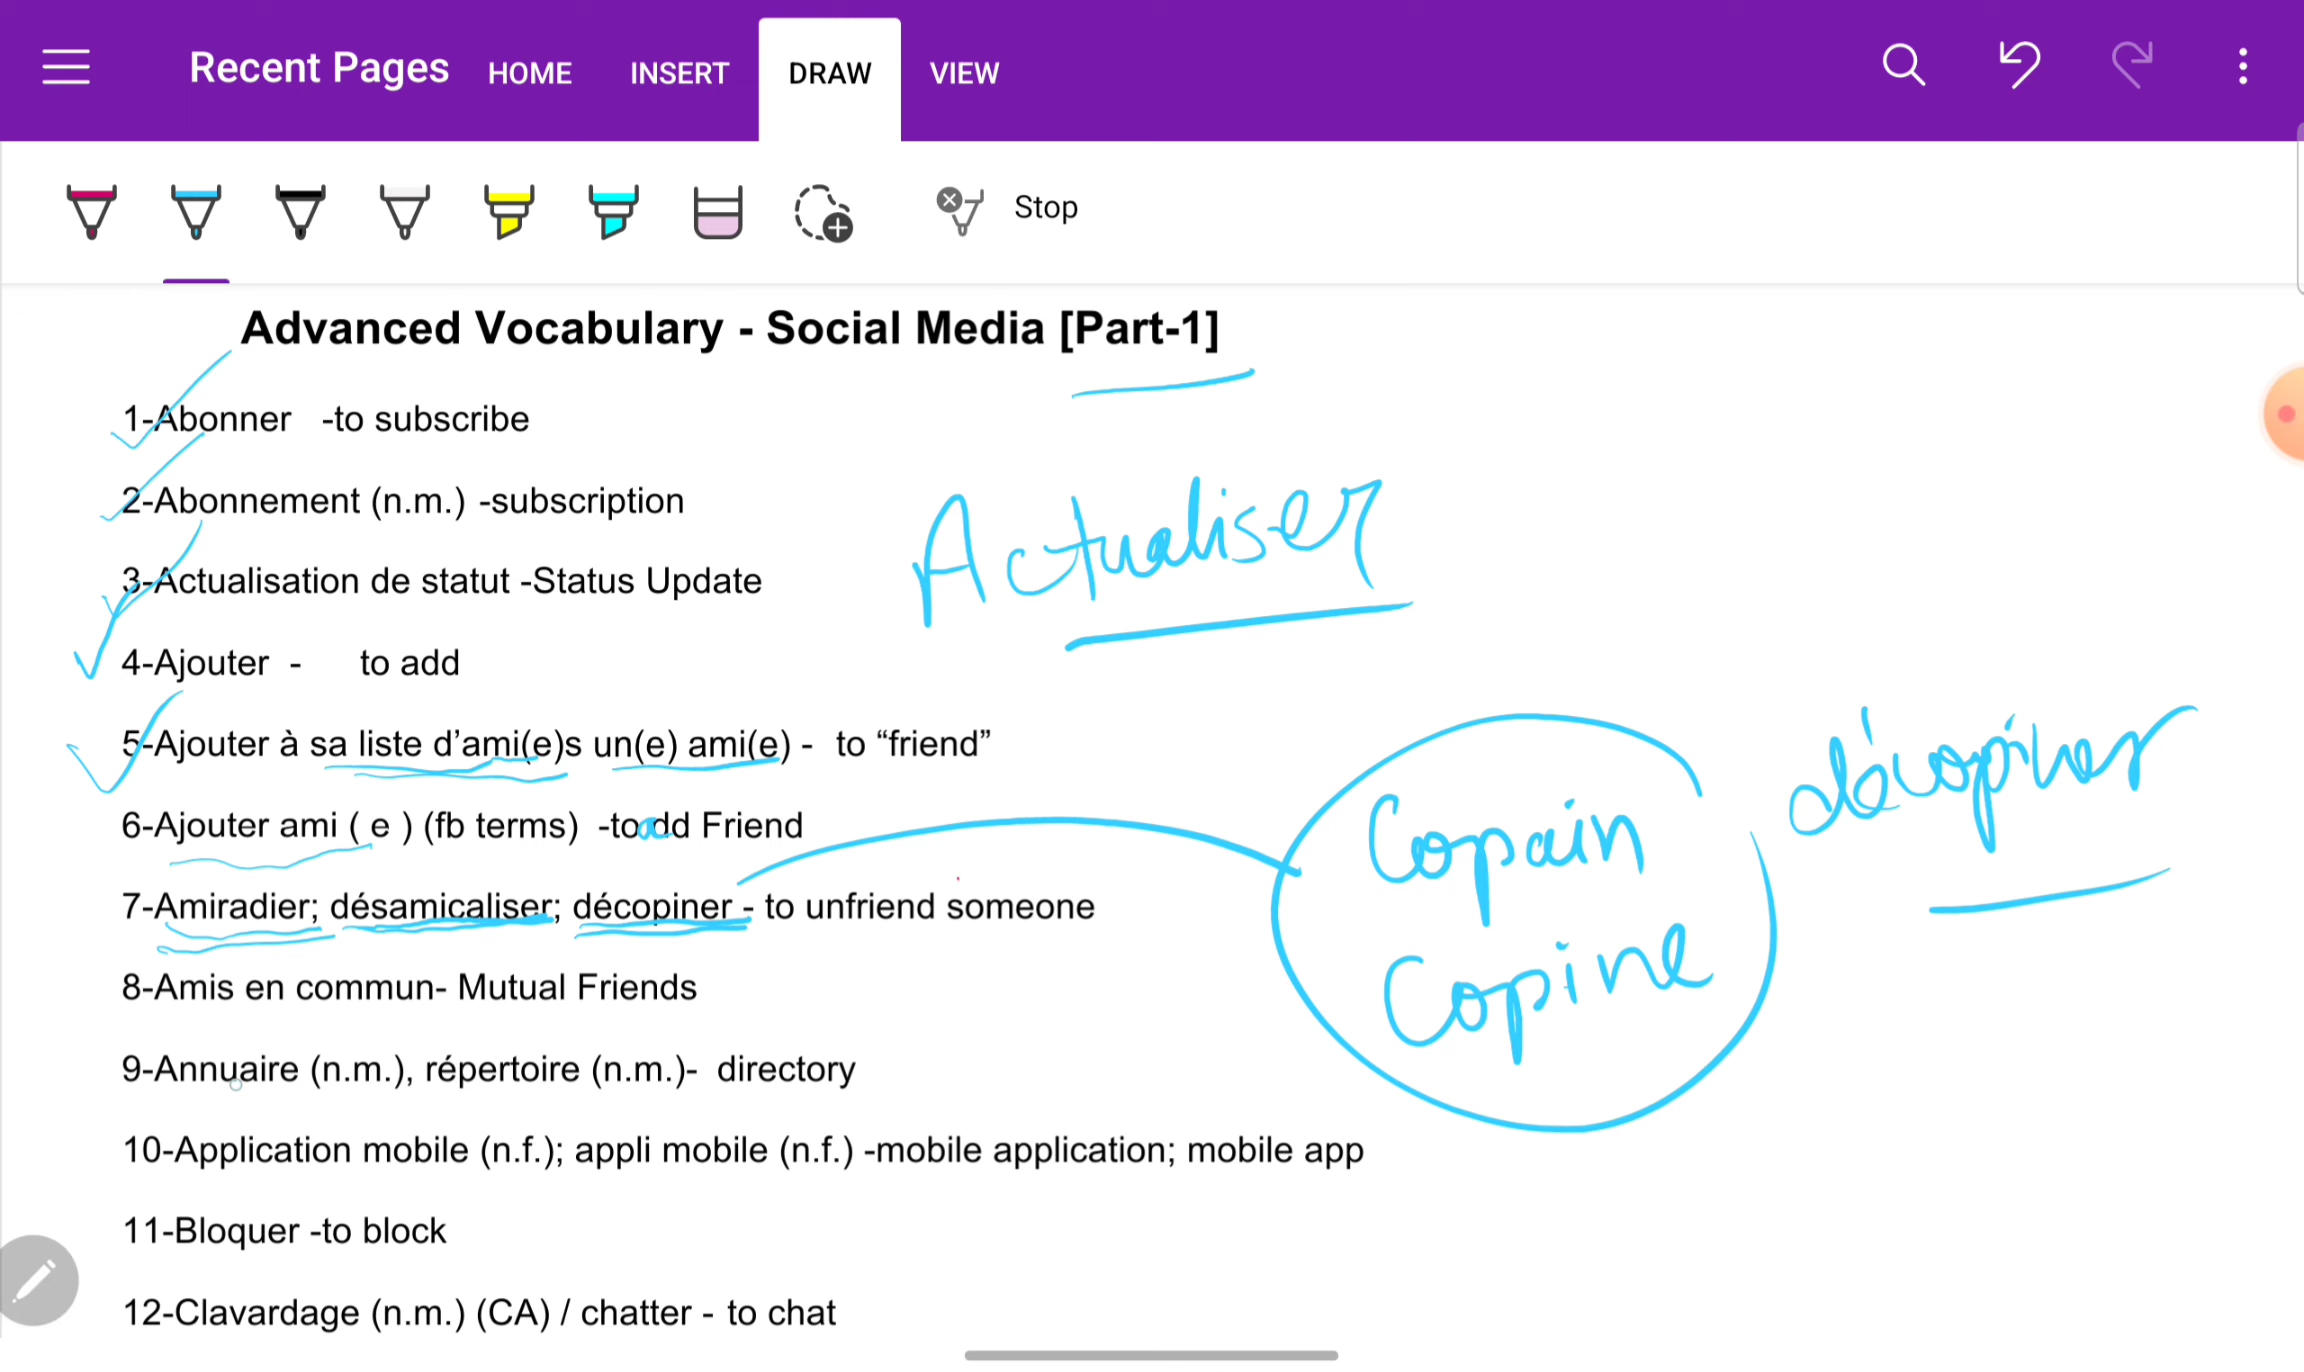 Recent Pages HOME INSERT DRAW VIEW
Stop
Advanced Vocabulary - Social Media [Part-1]
1-Abonner -to subscribe
2-Abonnement (n.m.) -subscription
Actualiser
3-Actualisation de statut -Status Update
4-Ajouter - to add
5-Ajouter à sa liste d’ami(e)s un(e) ami(e) - to “friend”
décopiner
6-Ajouter ami ( e ) (fb terms) -to add Friend
Copain
7-Amiradier; désamicaliser; décopiner - to unfriend someone
Copine
8-Amis en commun- Mutual Friends
9-Annuaire (n.m.), répertoire (n.m.)- directory
10-Application mobile (n.f.); appli mobile (n.f.) -mobile application; mobile app
11-Bloquer -to block
12-Clavardage (n.m.) (CA) / chatter - to chat